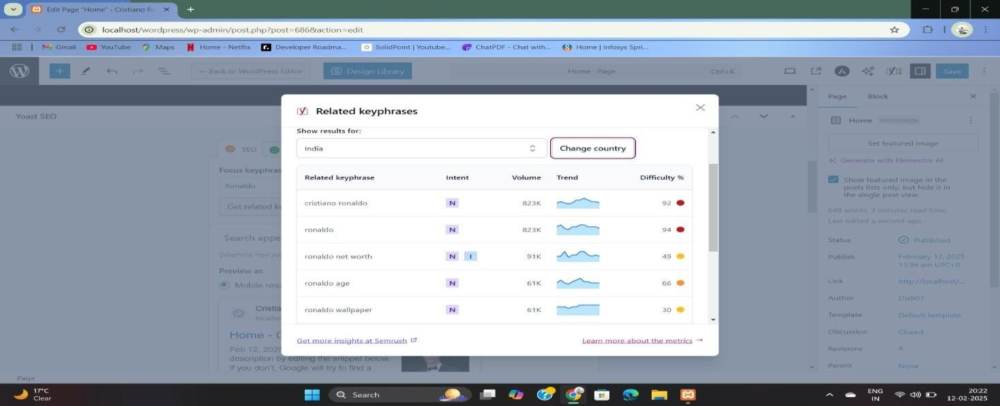 Edit Page "Home" ‹ Cristiano Ro
localhost/wordpress/wp-admin/post.php?post=686&action=edit
Gmail YouTube Maps Home - Netflix Developer Roadma... SolidPoint | Youtube... ChatPDF - Chat with... Home | Infosys Spri...
← Back to WordPress Editor Design Library Home · Page Ctrl+K Save
Yoast SEO
Page Block
Home Homepage
Set featured image
Generate with Elementor AI
Show featured image in the
posts lists only, but hide it in
the single post view.
648 words, 3 minutes read time.
Last edited a second ago.
Status Published
Publish February 12, 2025
11:36 am UTC+0
Link http://localhost/...
Author Dixit07
Template Default template
Discussion Closed
Revisions 9
Parent None
SEO
Focus keyphras
Ronaldo
Get related ke
Search appe
Determine how you
Preview as:
Mobile resu
Cristia
localho
Home - C
Feb 12, 2025
description by editing the snippet below.
If you don't, Google will try to find a
Related keyphrases
Show results for:
India Change country
Related keyphrase Intent Volume Trend Difficulty %
cristiano ronaldo N 823K 92
ronaldo N 823K 94
ronaldo net worth N I 91K 49
ronaldo age N 61K 66
ronaldo wallpaper N 61K 30
Get more insights at Semrush Learn more about the metrics →
Page
17°C
Clear
Search
ENG
IN
20:22
12-02-2025